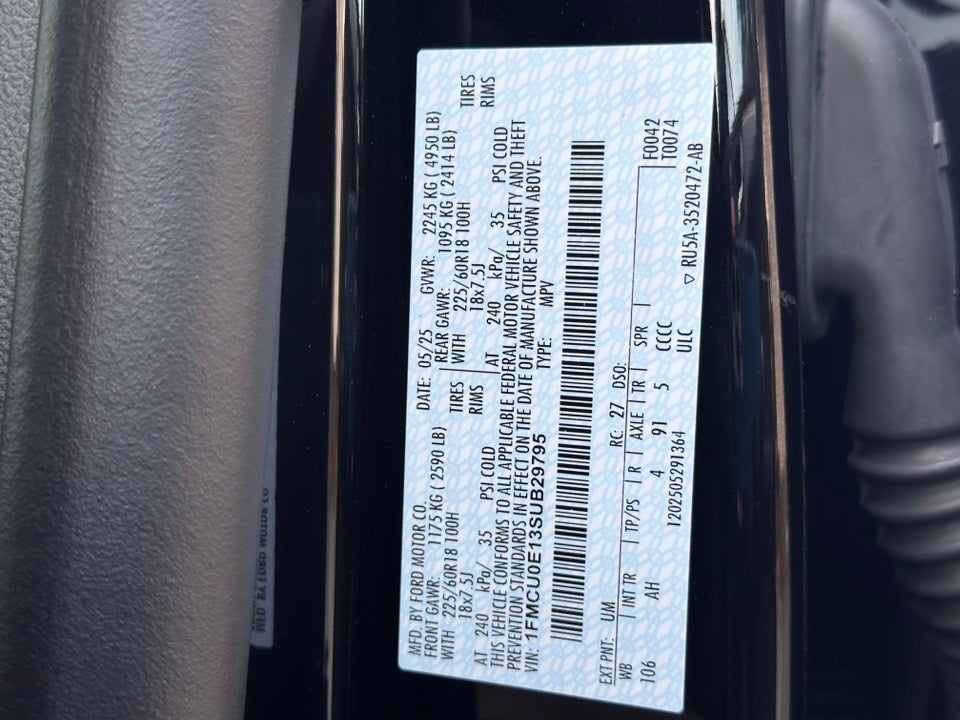 MFD. BY FORD MOTOR CO.
DATE: 05/25 GVWR: 2245 KG ( 4950 LB)
FRONT GAWR: 1175 KG ( 2590 LB) REAR GAWR: 1095 KG ( 2414 LB)
WITH 225/60R18 100H TIRES WITH 225/60R18 100H TIRES
18x7.5J RIMS 18x7.5J RIMS
AT 240 kPa/ 35 PSI COLD AT 240 kPa/ 35 PSI COLD
THIS VEHICLE CONFORMS TO ALL APPLICABLE FEDERAL MOTOR VEHICLE SAFETY AND THEFT
PREVENTION STANDARDS IN EFFECT ON THE DATE OF MANUFACTURE SHOWN ABOVE.
VIN: 1FMCU0E13SUB29795 TYPE: MPV
EXT PNT: UM RC: 27 DSO: F0042
WB INT TR TP/PS R AXLE TR SPR T0074
106 AH 4 91 5 CCCC
1202505291364 ULC
▽ RU5A-3520472-AB